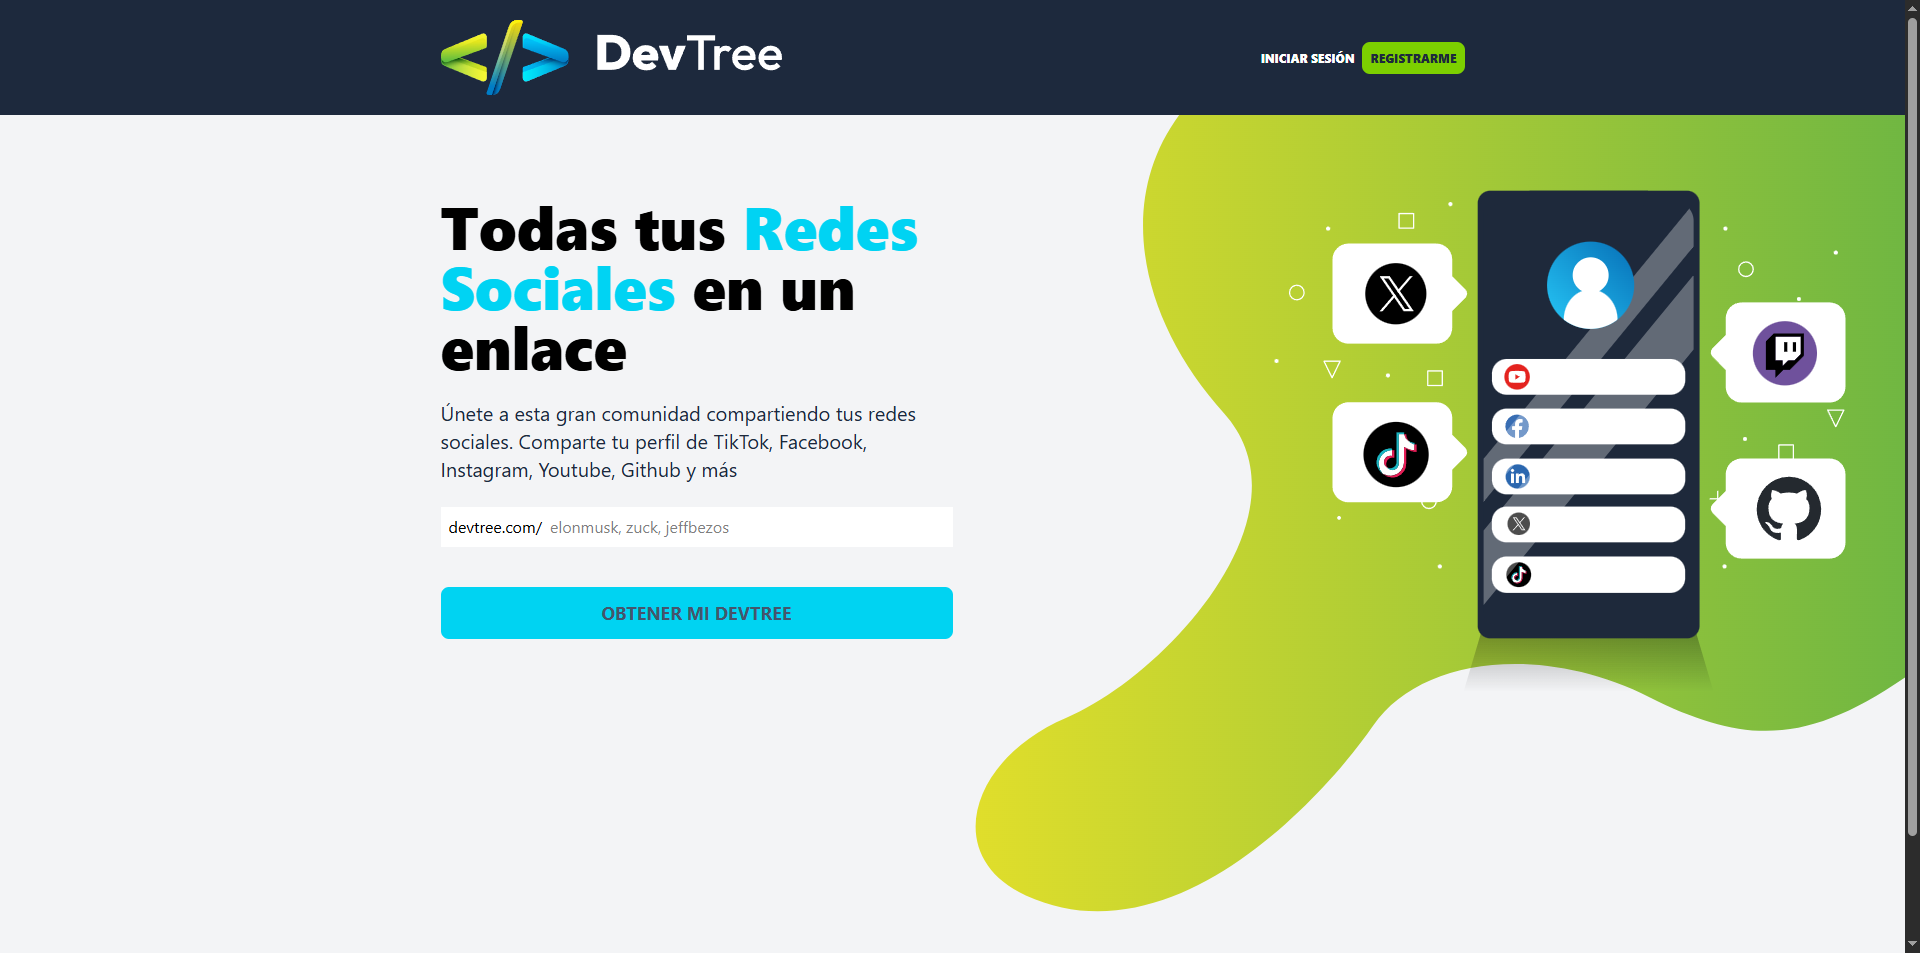 </> DevTree
INICIAR SESIÓN REGISTRARME
Todas tus Redes
Sociales en un
enlace
Únete a esta gran comunidad compartiendo tus redes
sociales. Comparte tu perfil de TikTok, Facebook,
Instagram, Youtube, Github y más
devtree.com/ elonmusk, zuck, jeffbezos
OBTENER MI DEVTREE
in